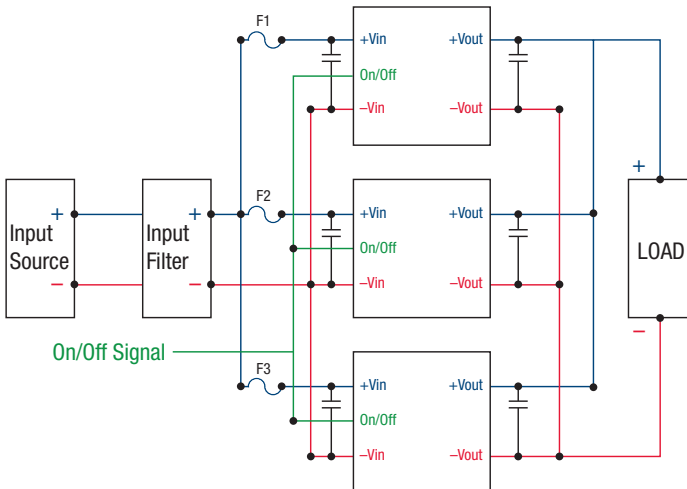 F1
+Vin
+Vout
On/Off
−Vin
−Vout
F2
+Vin
+Vout
On/Off
−Vin
−Vout
+
−
Input
Source
+
−
Input
Filter
+
−
LOAD
On/Off Signal
F3
+Vin
+Vout
On/Off
−Vin
−Vout